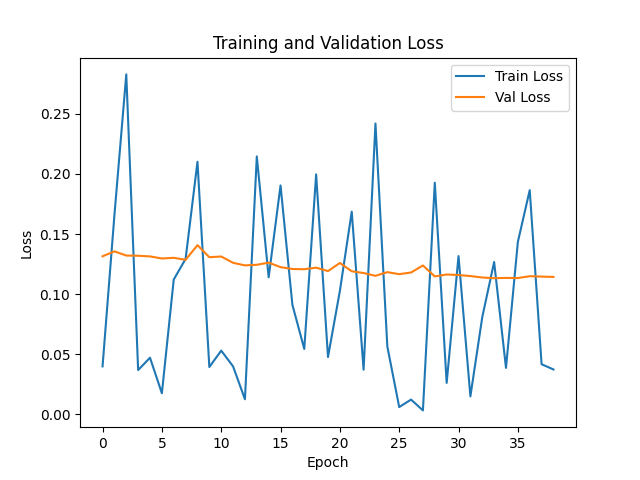 Training and Validation Loss
Train Loss
Val Loss
Loss
0.25
0.20
0.15
0.10
0.05
0.00
0 5 10 15 20 25 30 35
Epoch